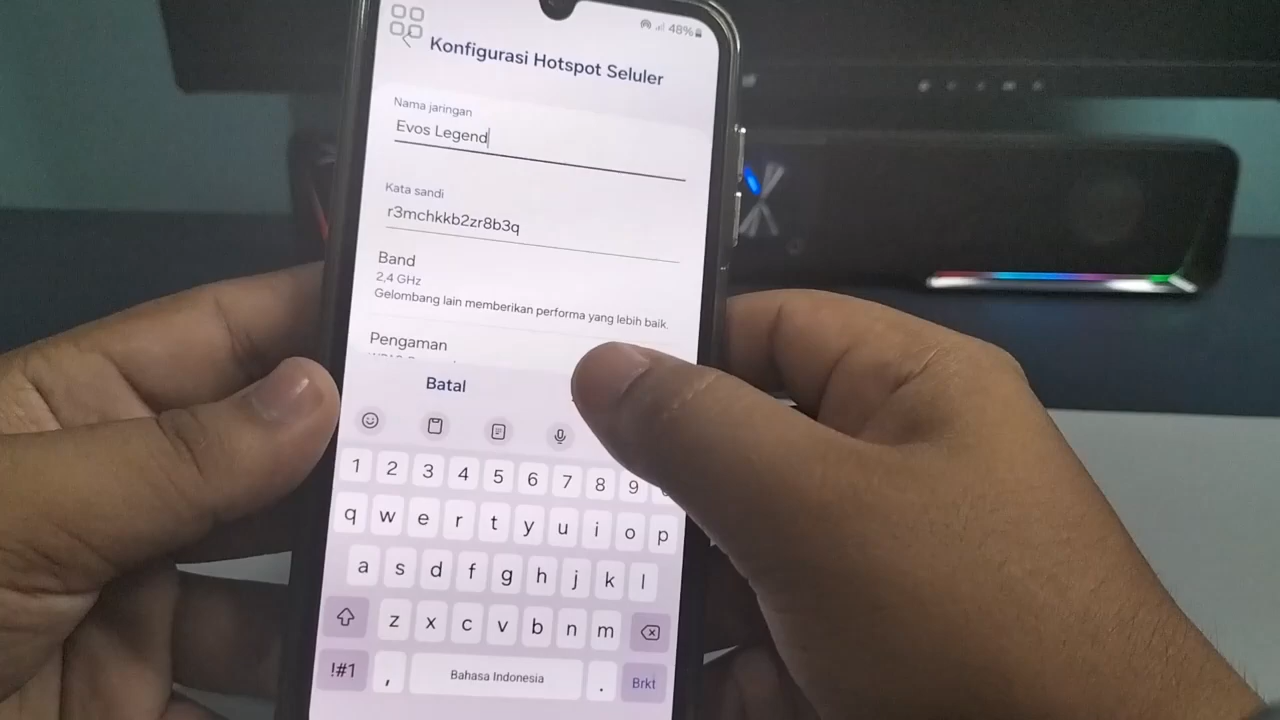 48%
Konfigurasi Hotspot Seluler
Nama jaringan
Evos Legend
Kata sandi
r3mchkkb2zr8b3q
Band
2,4 GHz
Gelombang lain memberikan performa yang lebih baik.
Pengaman
Batal
1 2 3 4 5 6 7 8 9
q w e r t y u i o p
a s d f g h j k l
z x c v b n m
!#1 , Bahasa Indonesia . Brkt